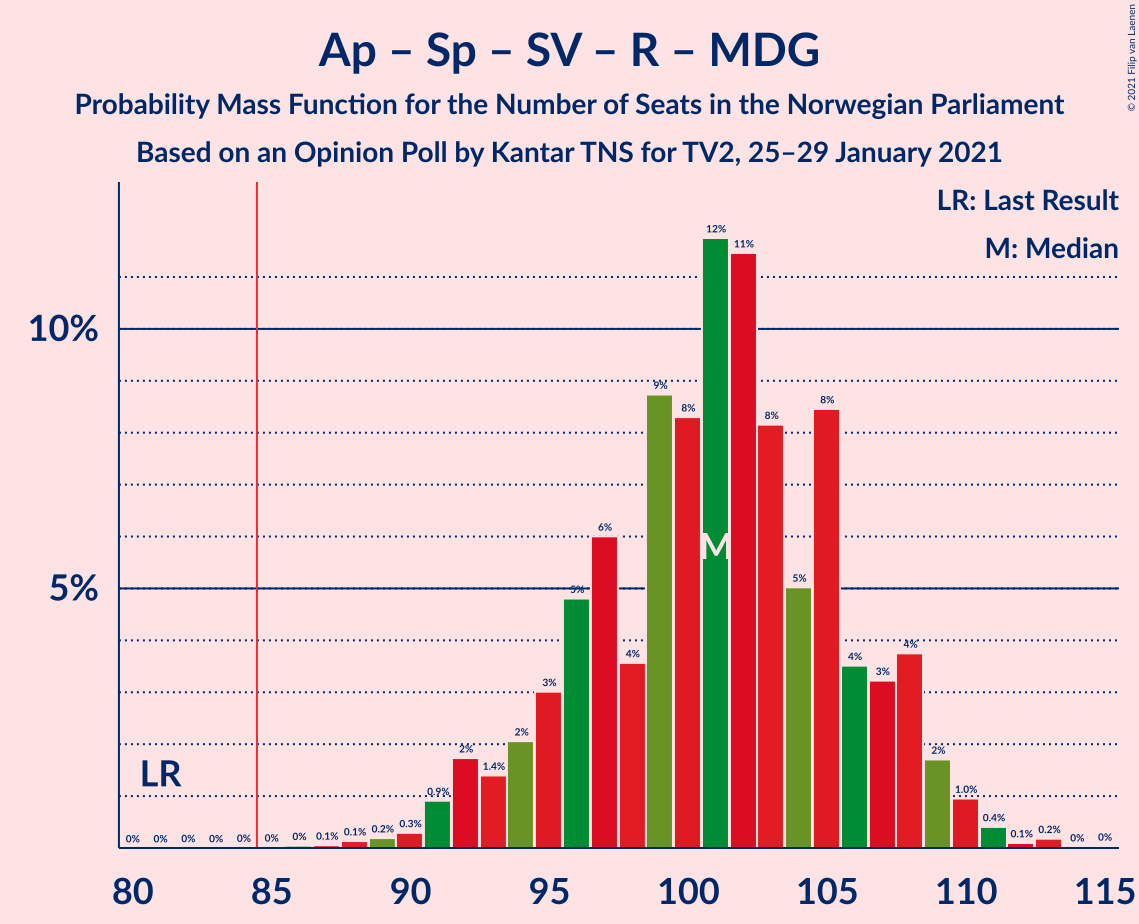 Ap – Sp – SV – R – MDG
Probability Mass Function for the Number of Seats in the Norwegian Parliament
Based on an Opinion Poll by Kantar TNS for TV2, 25–29 January 2021
© 2021 Filip van Laenen
LR: Last Result
M: Median
10%
5%
LR
M
0% 0% 0% 0% 0% 0% 0% 0.1% 0.1% 0.2% 0.3% 0.9% 2% 1.4% 2% 3% 5% 6% 4% 9% 8% 12% 11% 8% 5% 8% 4% 3% 4% 2% 1.0% 0.4% 0.1% 0.2% 0% 0%
80 85 90 95 100 105 110 115